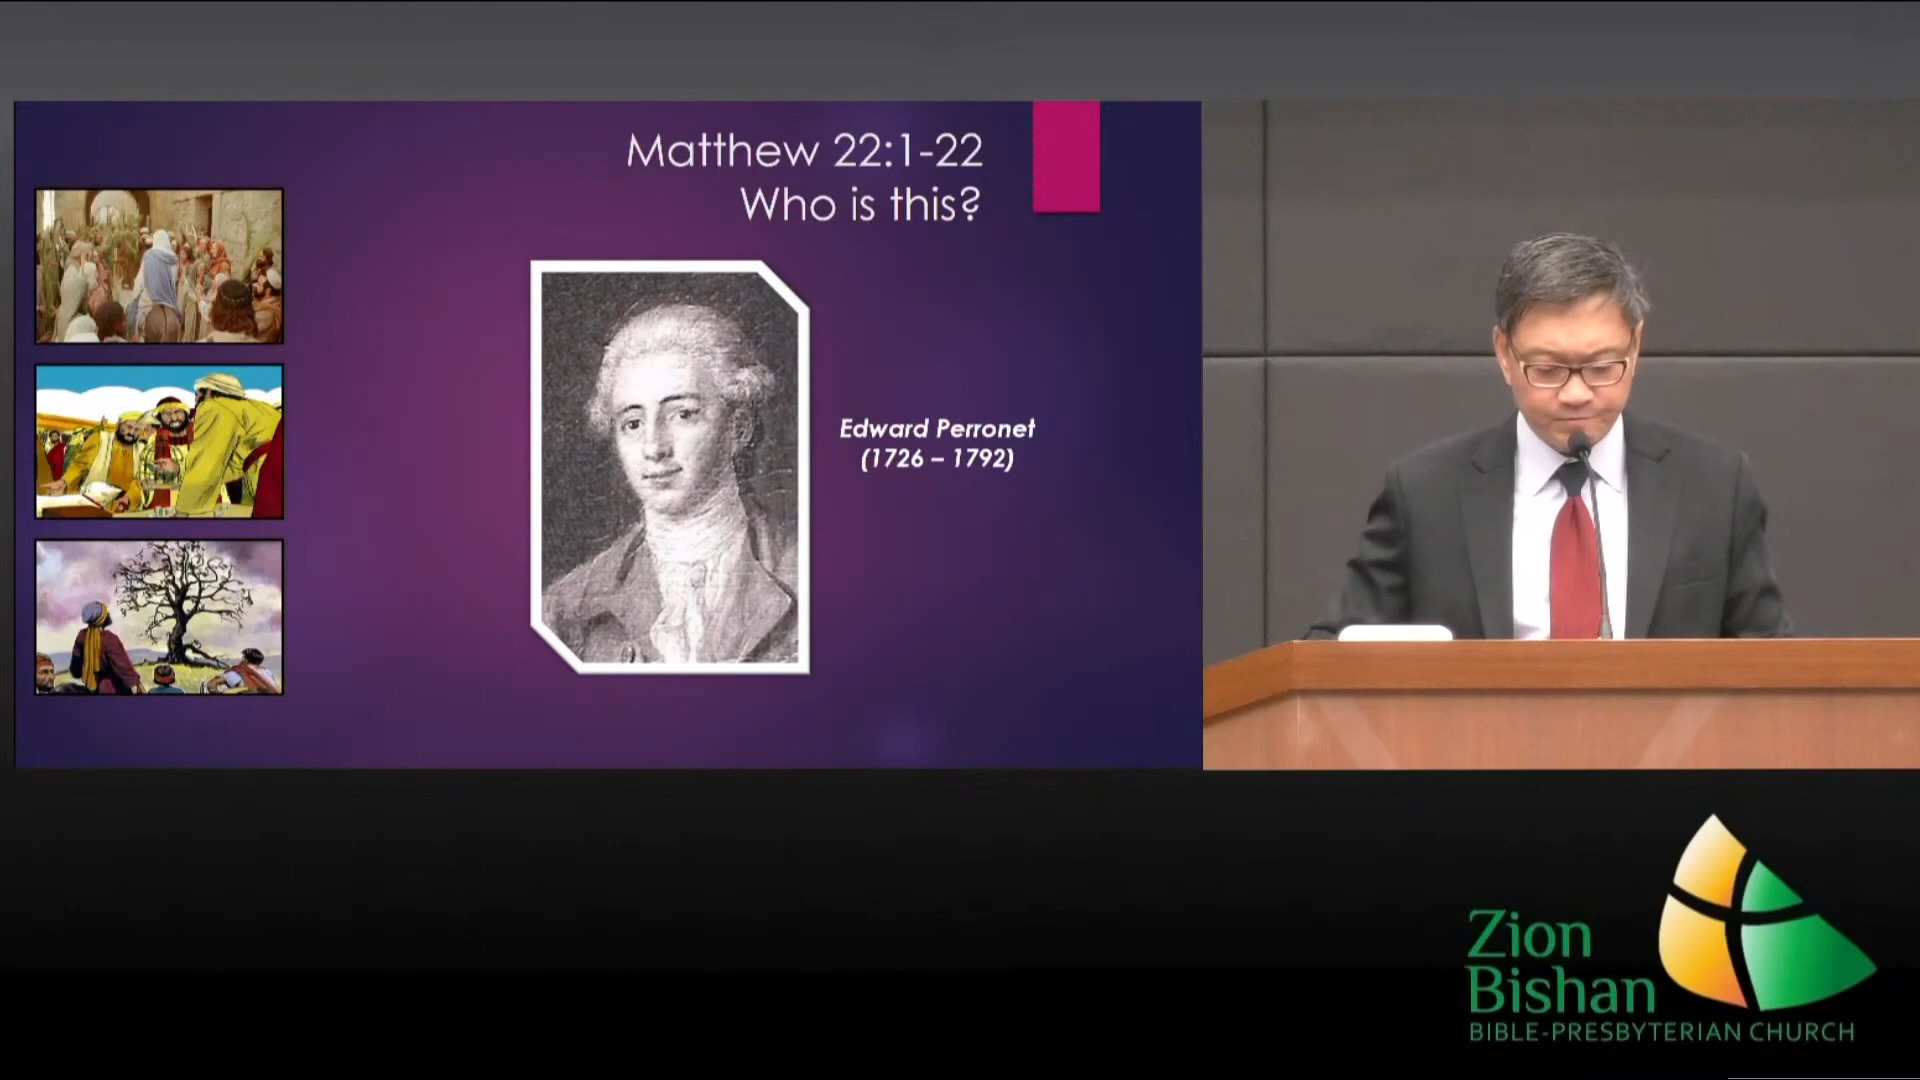 Matthew 22:1-22
Who is this?
Edward Perronet
(1726 – 1792)
Zion
Bishan
BIBLE-PRESBYTERIAN CHURCH